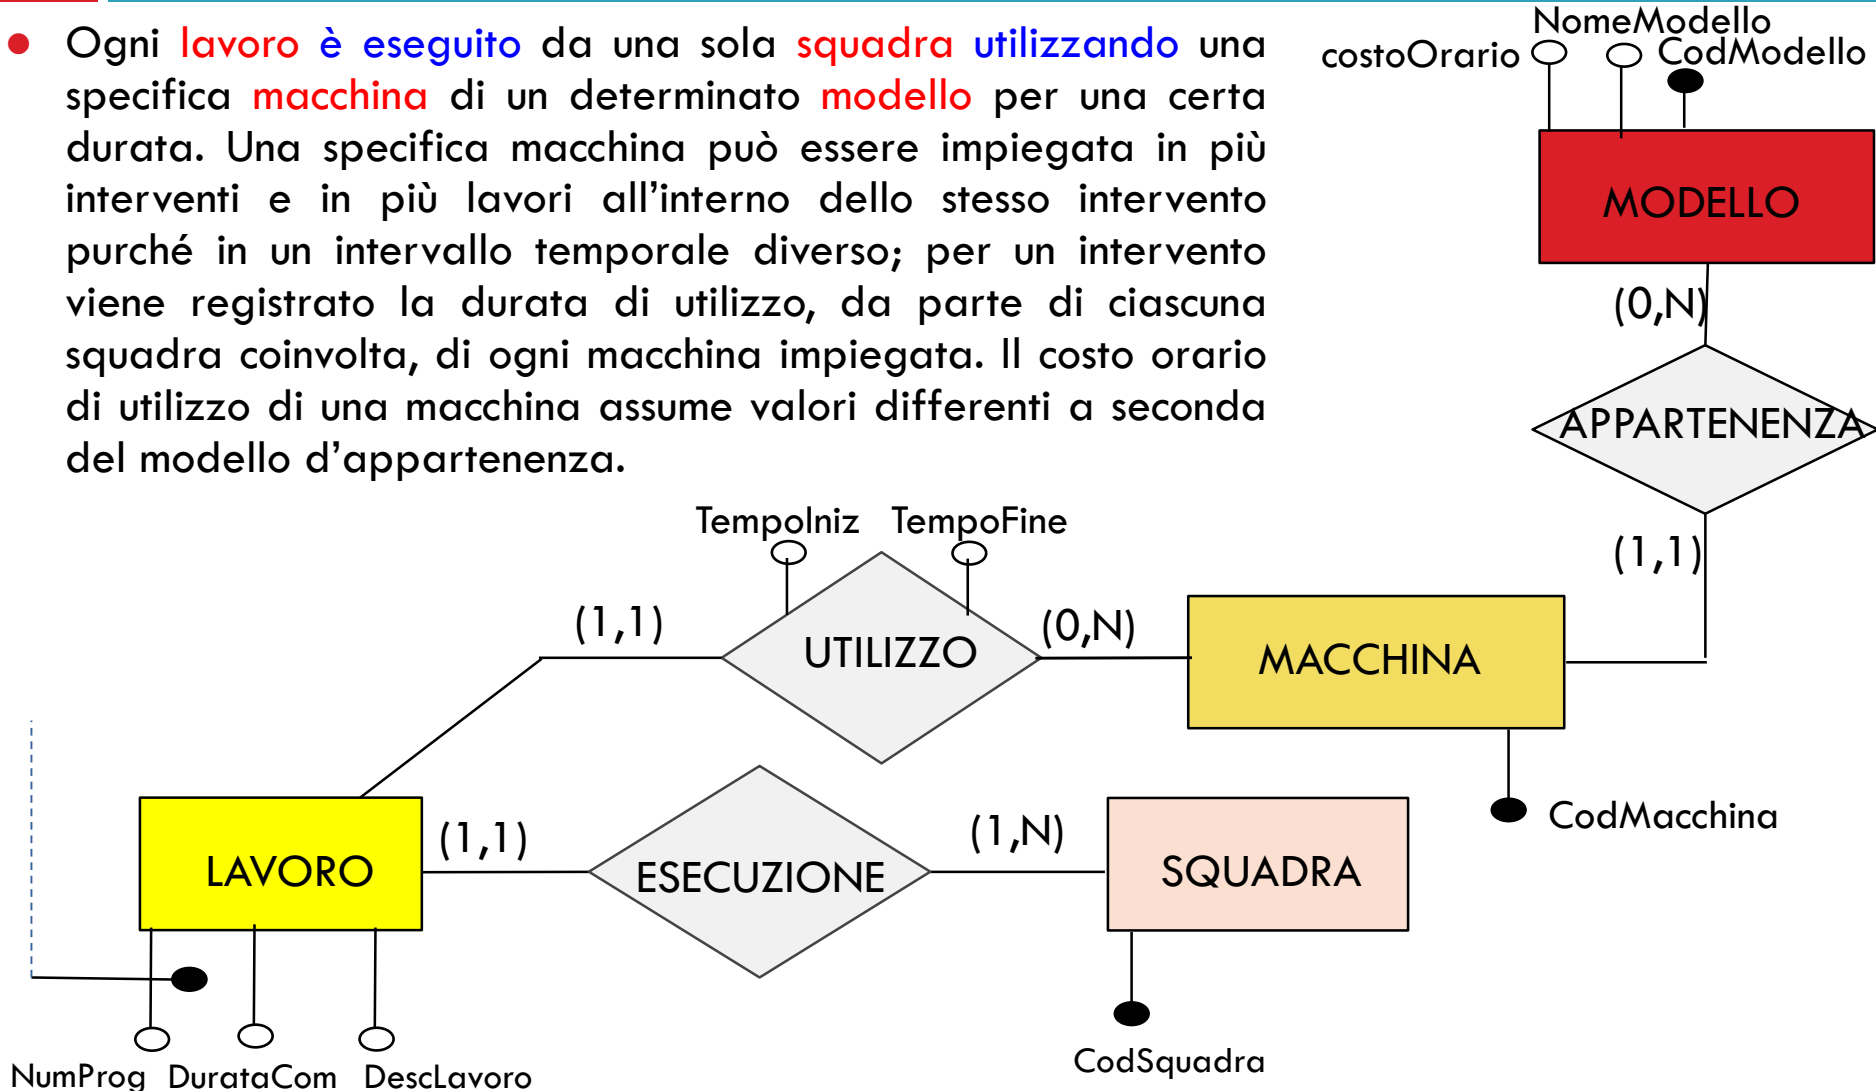 Ogni lavoro è eseguito da una sola squadra utilizzando una
specifica macchina di un determinato modello per una certa
durata. Una specifica macchina può essere impiegata in più
interventi e in più lavori all'interno dello stesso intervento
purché in un intervallo temporale diverso; per un intervento
viene registrato la durata di utilizzo, da parte di ciascuna
squadra coinvolta, di ogni macchina impiegata. Il costo orario
di utilizzo di una macchina assume valori differenti a seconda
del modello d'appartenenza.
NomeModello
costoOrario
CodModello
MODELLO
(0,N)
APPARTENENZA
(1,1)
TempoIniz TempoFine
(1,1)
UTILIZZO
(0,N)
MACCHINA
CodMacchina
LAVORO
(1,1)
ESECUZIONE
(1,N)
SQUADRA
CodSquadra
NumProg DurataCom DescLavoro